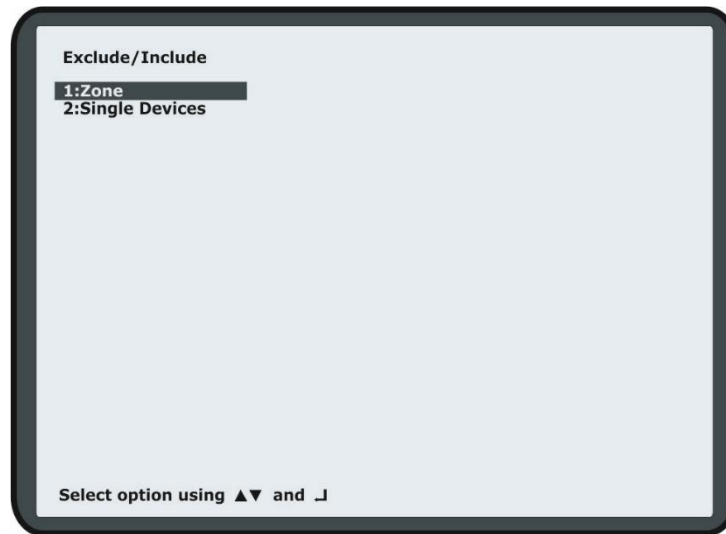 Exclude/Include
1:Zone
2:Single Devices
Select option using ▲▼ and ↵